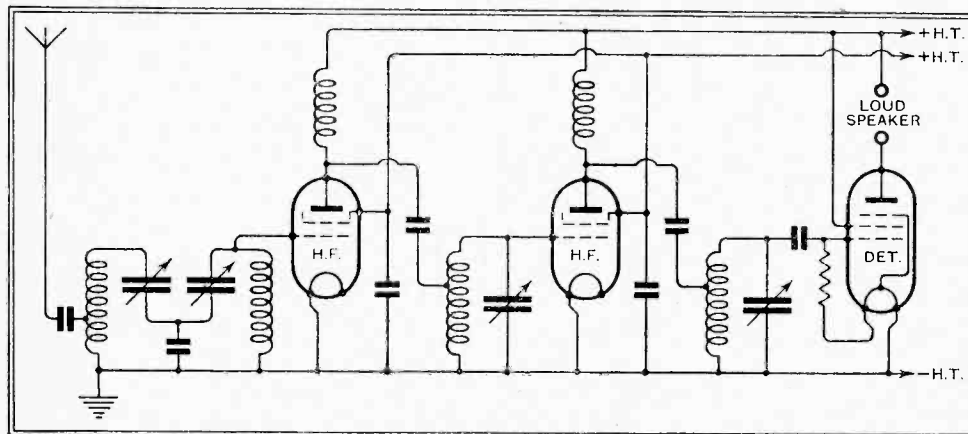 +H.T.
+H.T.
LOUD
SPEAKER
H.F.
H.F.
DET.
-H.T.